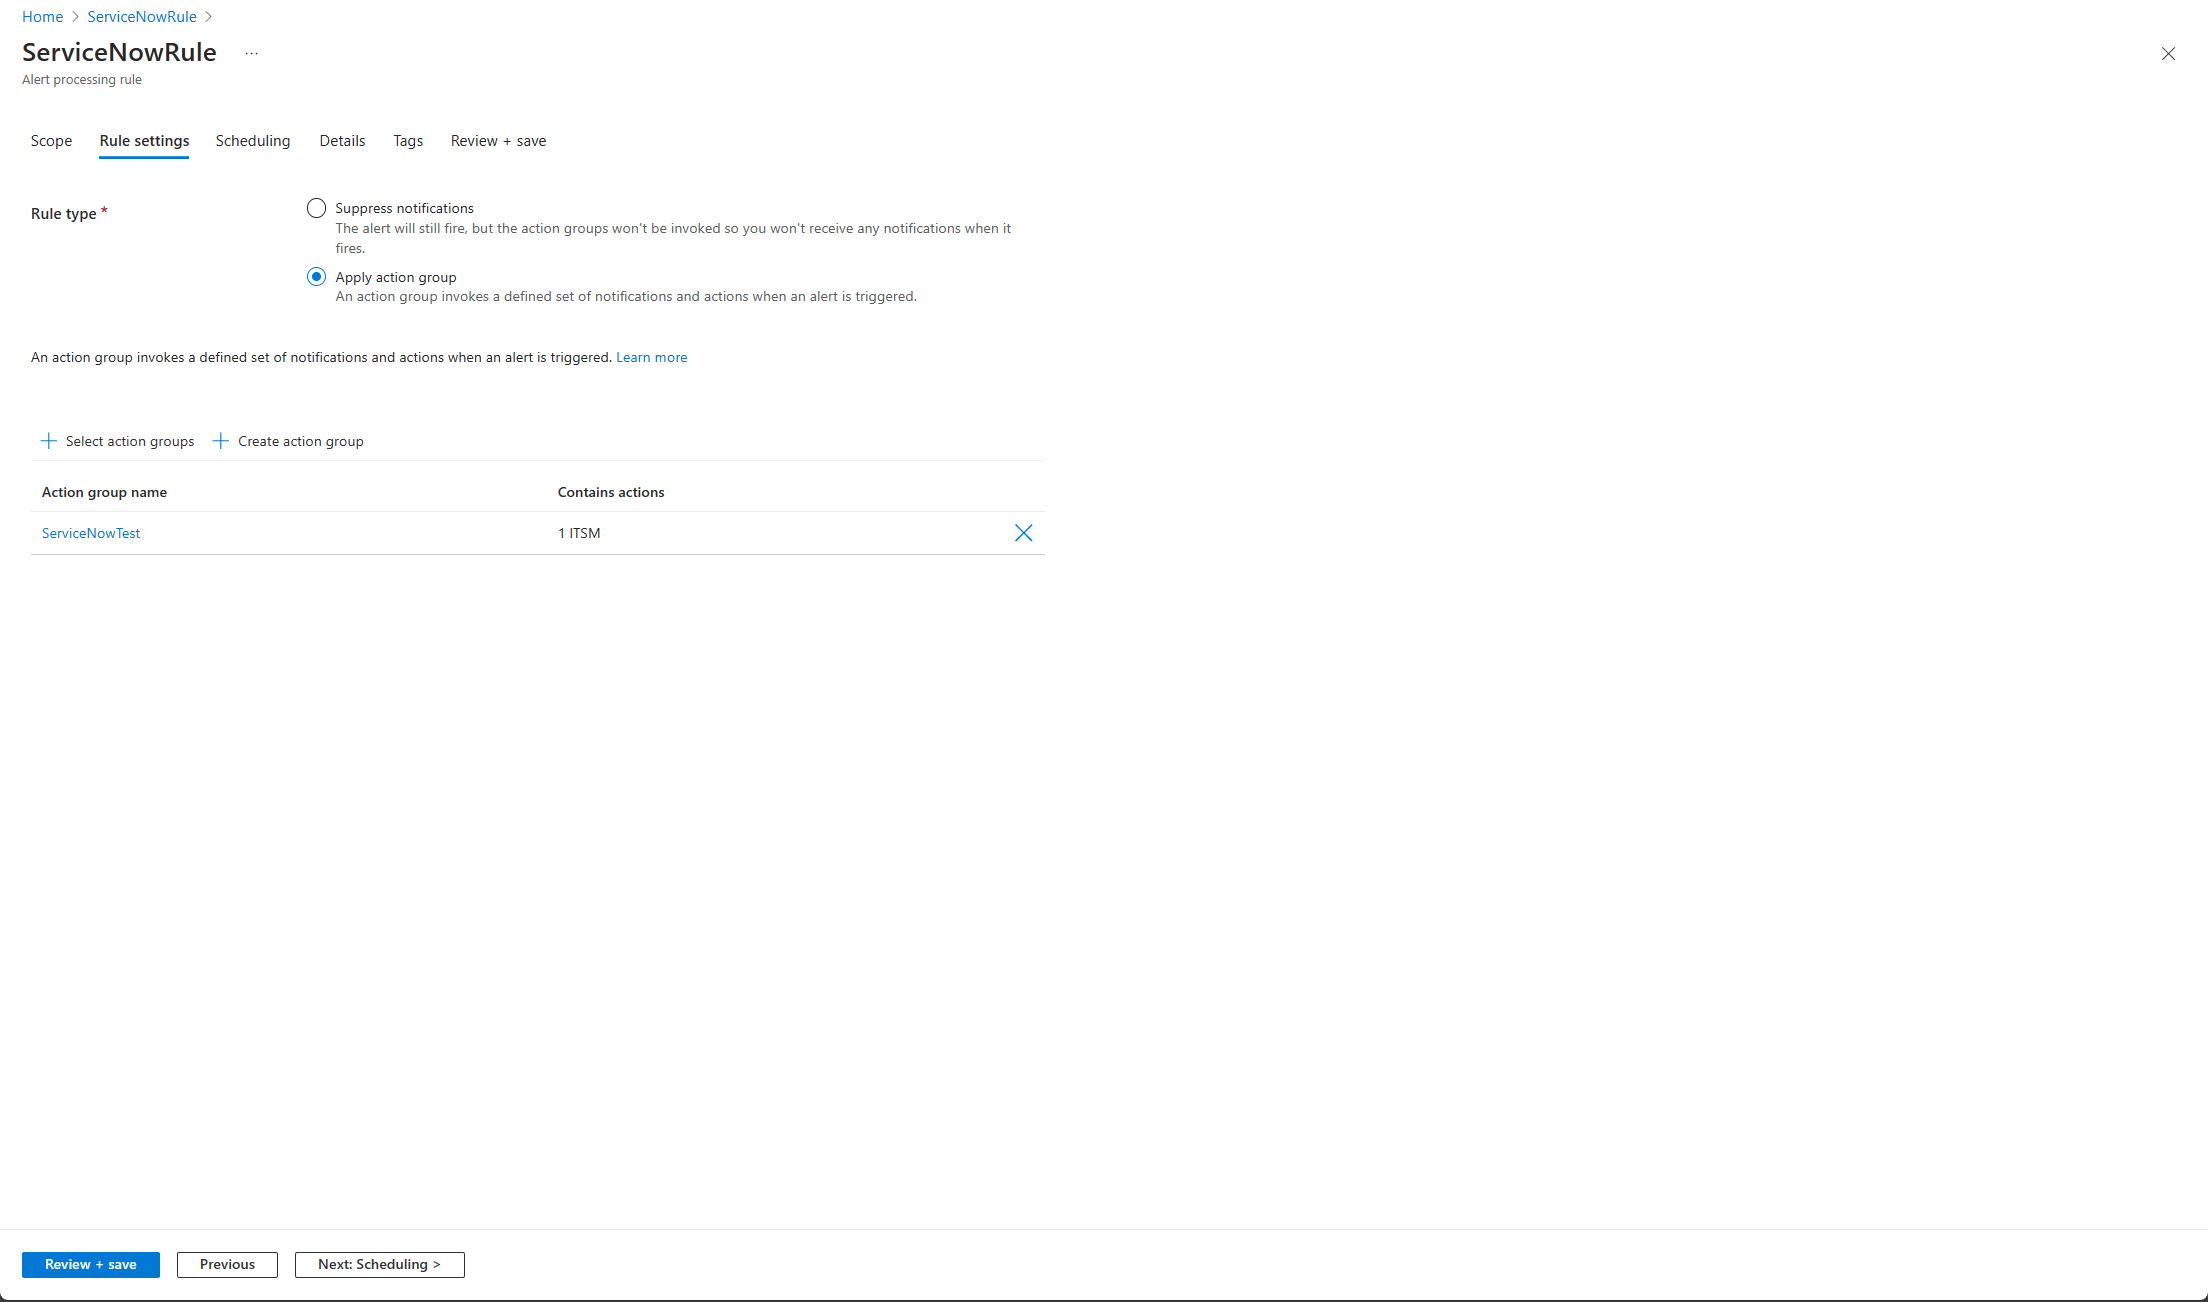 Home > ServiceNowRule >
ServiceNowRule ...
Alert processing rule
Scope Rule settings Scheduling Details Tags Review + save
Rule type *
Suppress notifications
The alert will still fire, but the action groups won't be invoked so you won't receive any notifications when it
fires.
Apply action group
An action group invokes a defined set of notifications and actions when an alert is triggered.
An action group invokes a defined set of notifications and actions when an alert is triggered. Learn more
Select action groups Create action group
Action group name Contains actions
ServiceNowTest 1 ITSM
Review + save Previous Next: Scheduling >